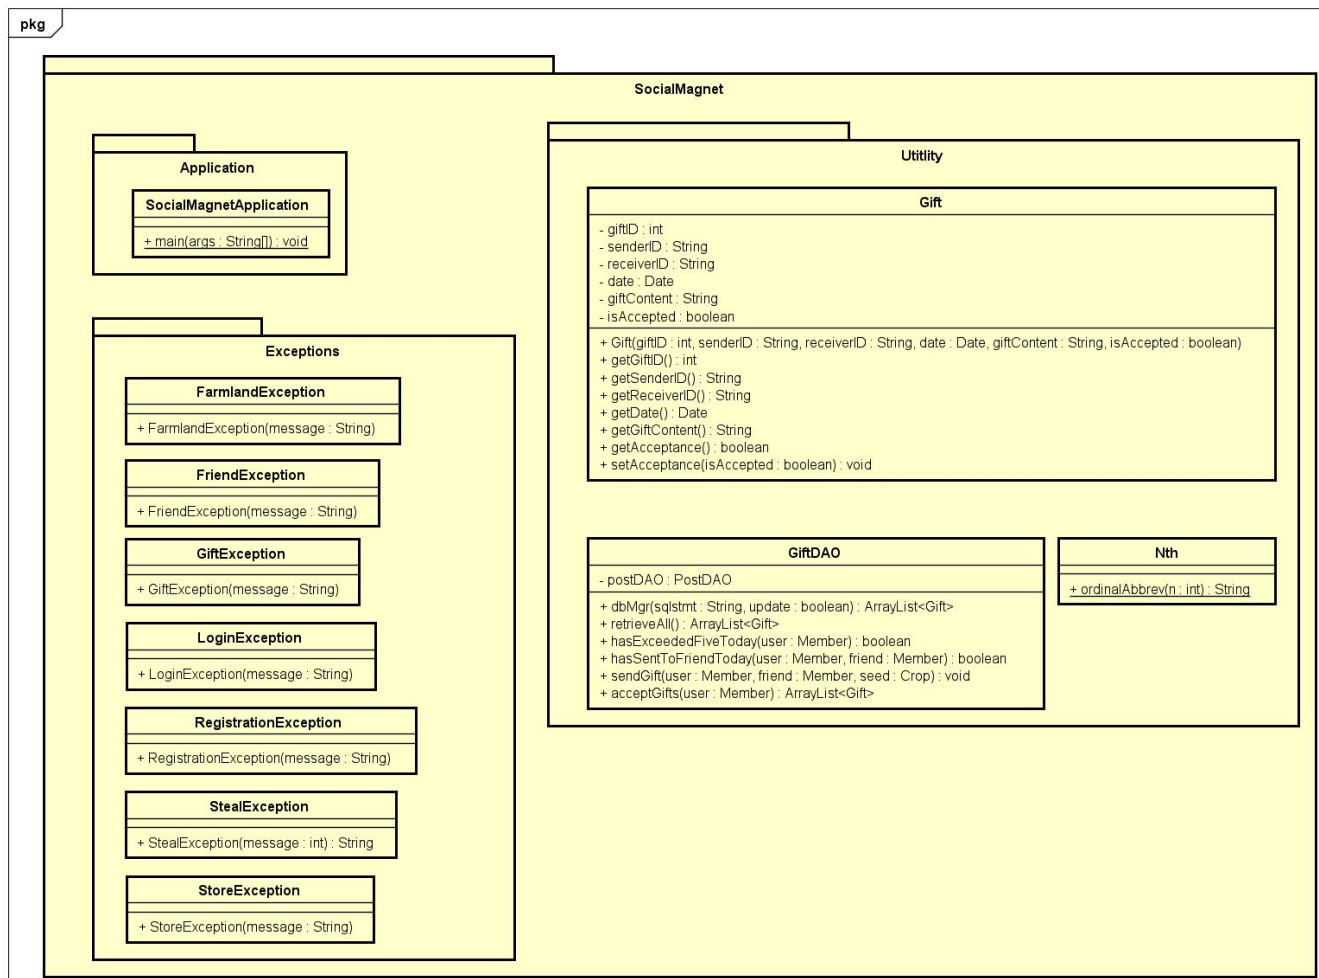 pkg
SocialMagnet
Application
SocialMagnetApplication
+ main(args : String[]) : void
Exceptions
FarmlandException
+ FarmlandException(message : String)
FriendException
+ FriendException(message : String)
GiftException
+ GiftException(message : String)
LoginException
+ LoginException(message : String)
RegistrationException
+ RegistrationException(message : String)
StealException
+ StealException(message : int) : String
StoreException
+ StoreException(message : String)
Utitlity
Gift
- giftID : int
- senderID : String
- receiverID : String
- date : Date
- giftContent : String
- isAccepted : boolean
+ Gift(giftID : int, senderID : String, receiverID : String, date : Date, giftContent : String, isAccepted : boolean)
+ getGiftID() : int
+ getSenderID() : String
+ getReceiverID() : String
+ getDate() : Date
+ getGiftContent() : String
+ getAcceptance() : boolean
+ setAcceptance(isAccepted : boolean) : void
GiftDAO
- postDAO : PostDAO
+ dbMgr(sqlstmt : String, update : boolean) : ArrayList<Gift>
+ retrieveAll() : ArrayList<Gift>
+ hasExceededFiveToday(user : Member) : boolean
+ hasSentToFriendToday(user : Member, friend : Member) : boolean
+ sendGift(user : Member, friend : Member, seed : Crop) : void
+ acceptGifts(user : Member) : ArrayList<Gift>
Nth
+ ordinalAbbrev(n : int) : String